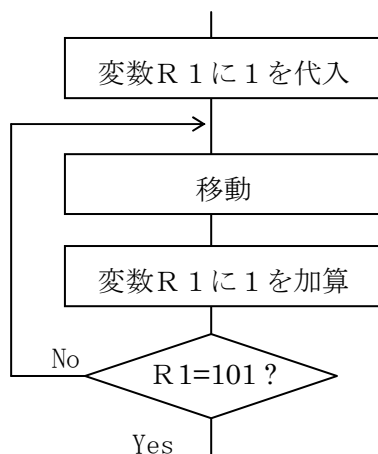 変数Ｒ１に１を代入
移動
変数Ｒ１に１を加算
No
Ｒ1=101？
Yes